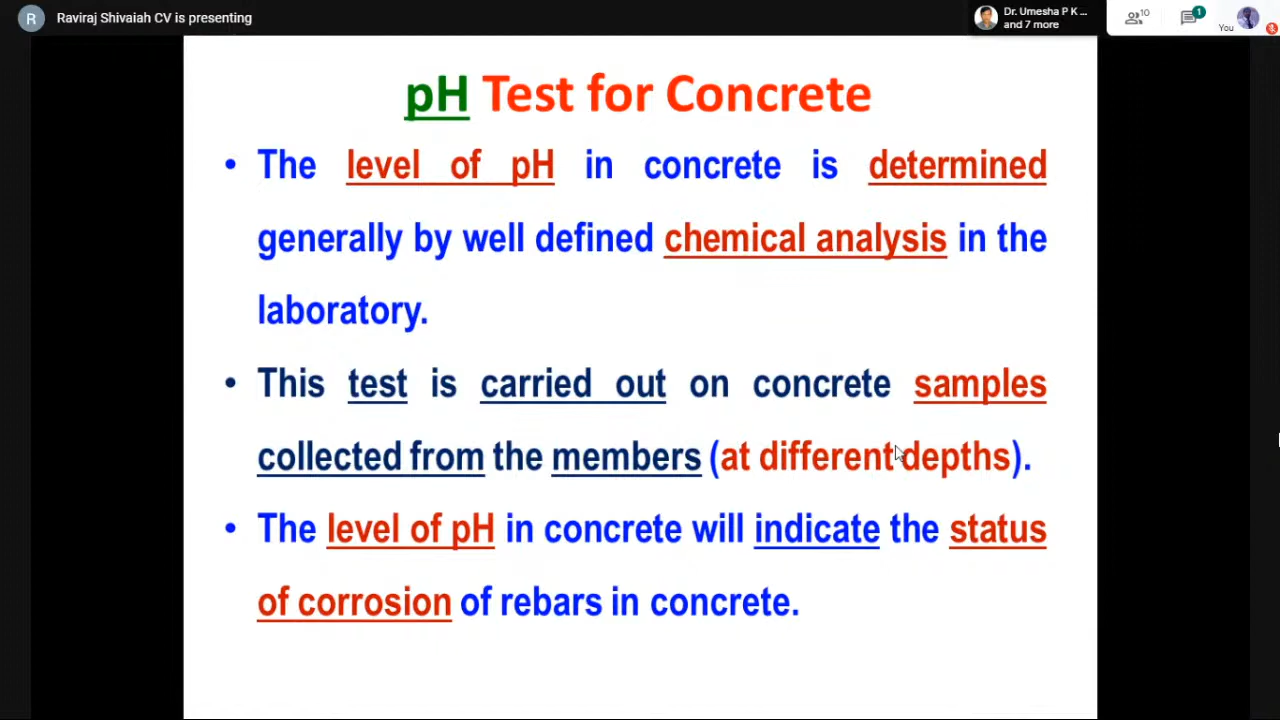 R
Raviraj Shivaiah CV is presenting
Dr. Umesha P K ...
and 7 more
10
1
You
pH Test for Concrete
• The level of pH in concrete is determined
generally by well defined chemical analysis in the
laboratory.
• This test is carried out on concrete samples
collected from the members (at different depths).
• The level of pH in concrete will indicate the status
of corrosion of rebars in concrete.